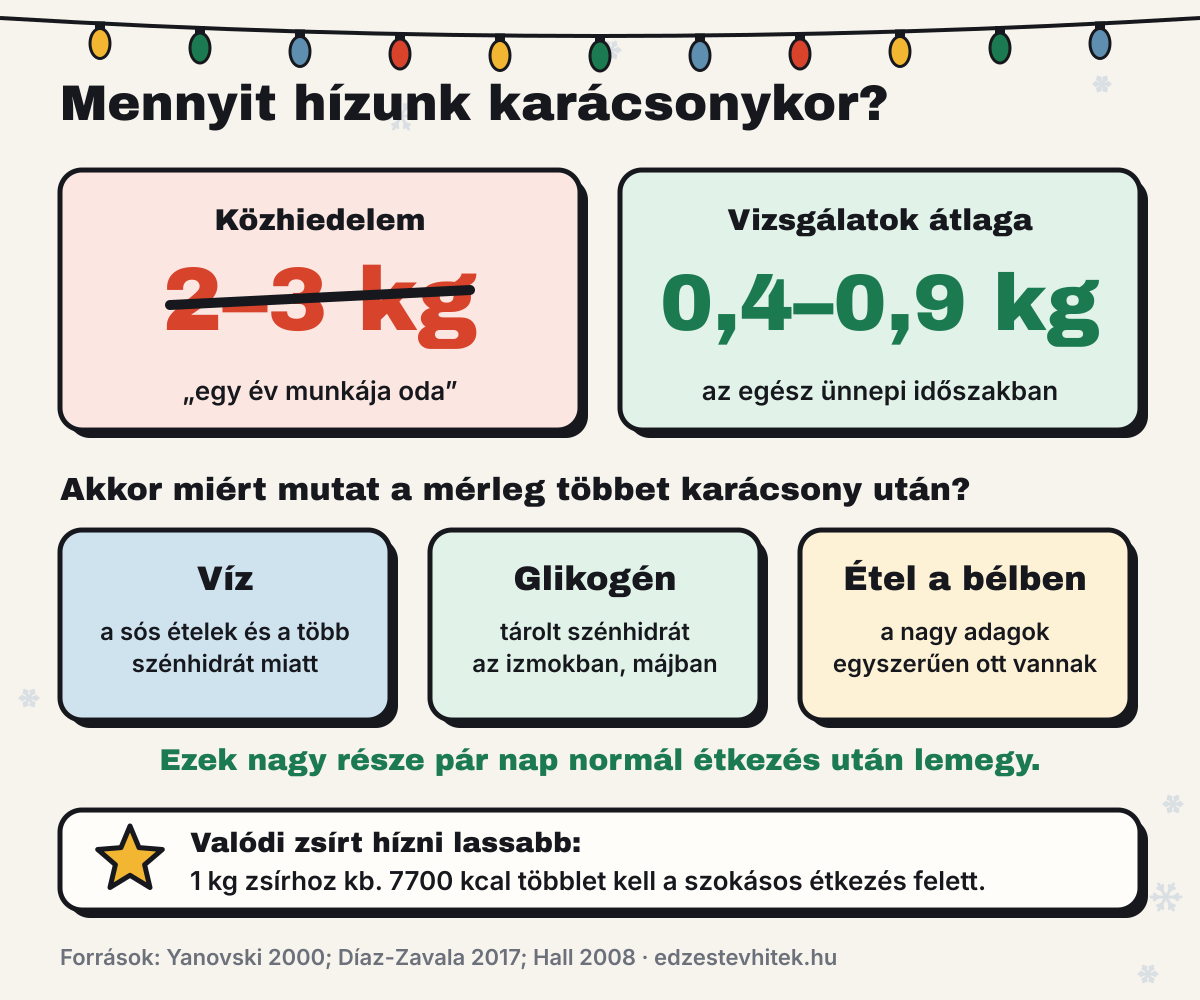 Mennyit hízunk karácsonykor?
Közhiedelem
2–3 kg
„egy év munkája oda”
Vizsgálatok átlaga
0,4–0,9 kg
az egész ünnepi időszakban
Akkor miért mutat a mérleg többet karácsony után?
Víz
a sós ételek és a több
szénhidrát miatt
Glikogén
tárolt szénhidrát
az izmokban, májban
Étel a bélben
a nagy adagok
egyszerűen ott vannak
Ezek nagy része pár nap normál étkezés után lemegy.
Valódi zsírt hízni lassabb:
1 kg zsírhoz kb. 7700 kcal többlet kell a szokásos étkezés felett.
Források: Yanovski 2000; Díaz-Zavala 2017; Hall 2008 · edzestevhitek.hu